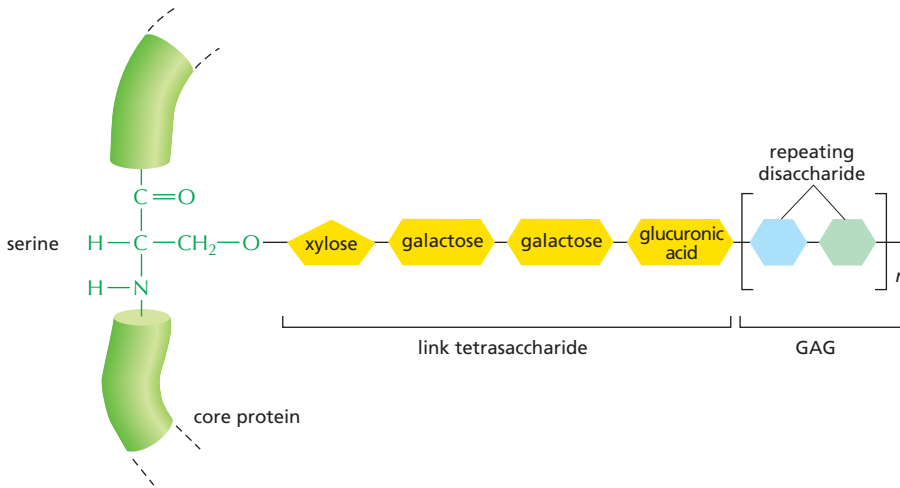 repeating
disaccharide
C=O
serine
H—C—CH2—O
xylose
galactose
galactose
glucuronic
acid
H—N
n
link tetrasaccharide
GAG
core protein